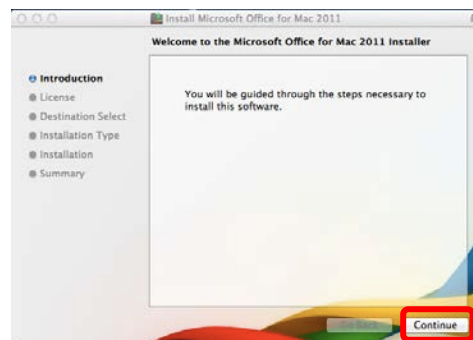 Install Microsoft Office for Mac 2011
Welcome to the Microsoft Office for Mac 2011 Installer
Introduction
License
Destination Select
Installation Type
Installation
Summary
You will be guided through the steps necessary to
install this software.
Go Back
Continue